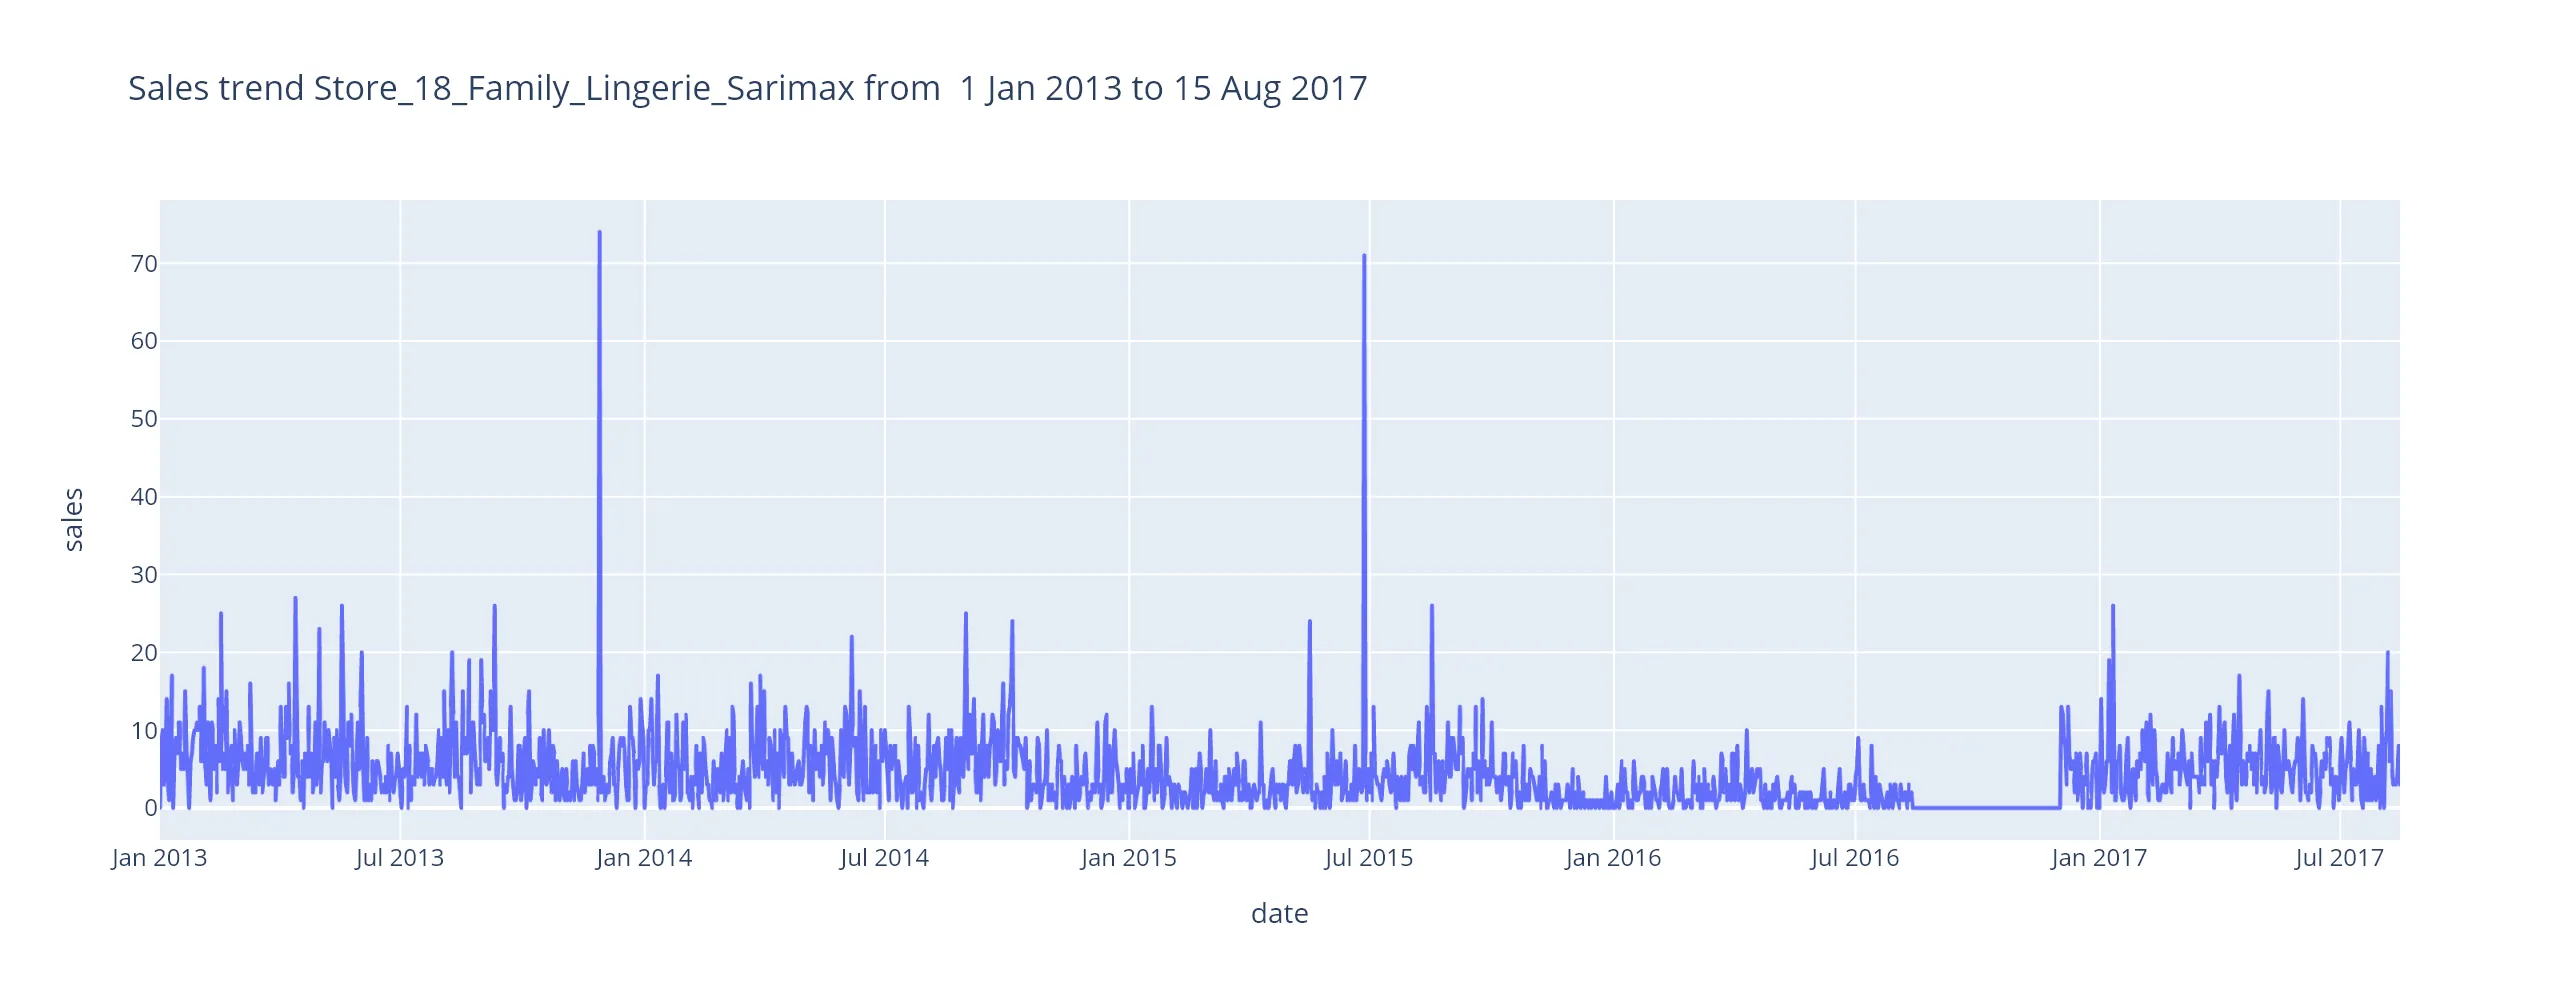 Sales trend Store_18_Family_Lingerie_Sarimax from  1 Jan 2013 to 15 Aug 2017
70
60
50
40
30
20
10
0
sales
Jan 2013 Jul 2013 Jan 2014 Jul 2014 Jan 2015 Jul 2015 Jan 2016 Jul 2016 Jan 2017 Jul 2017
date